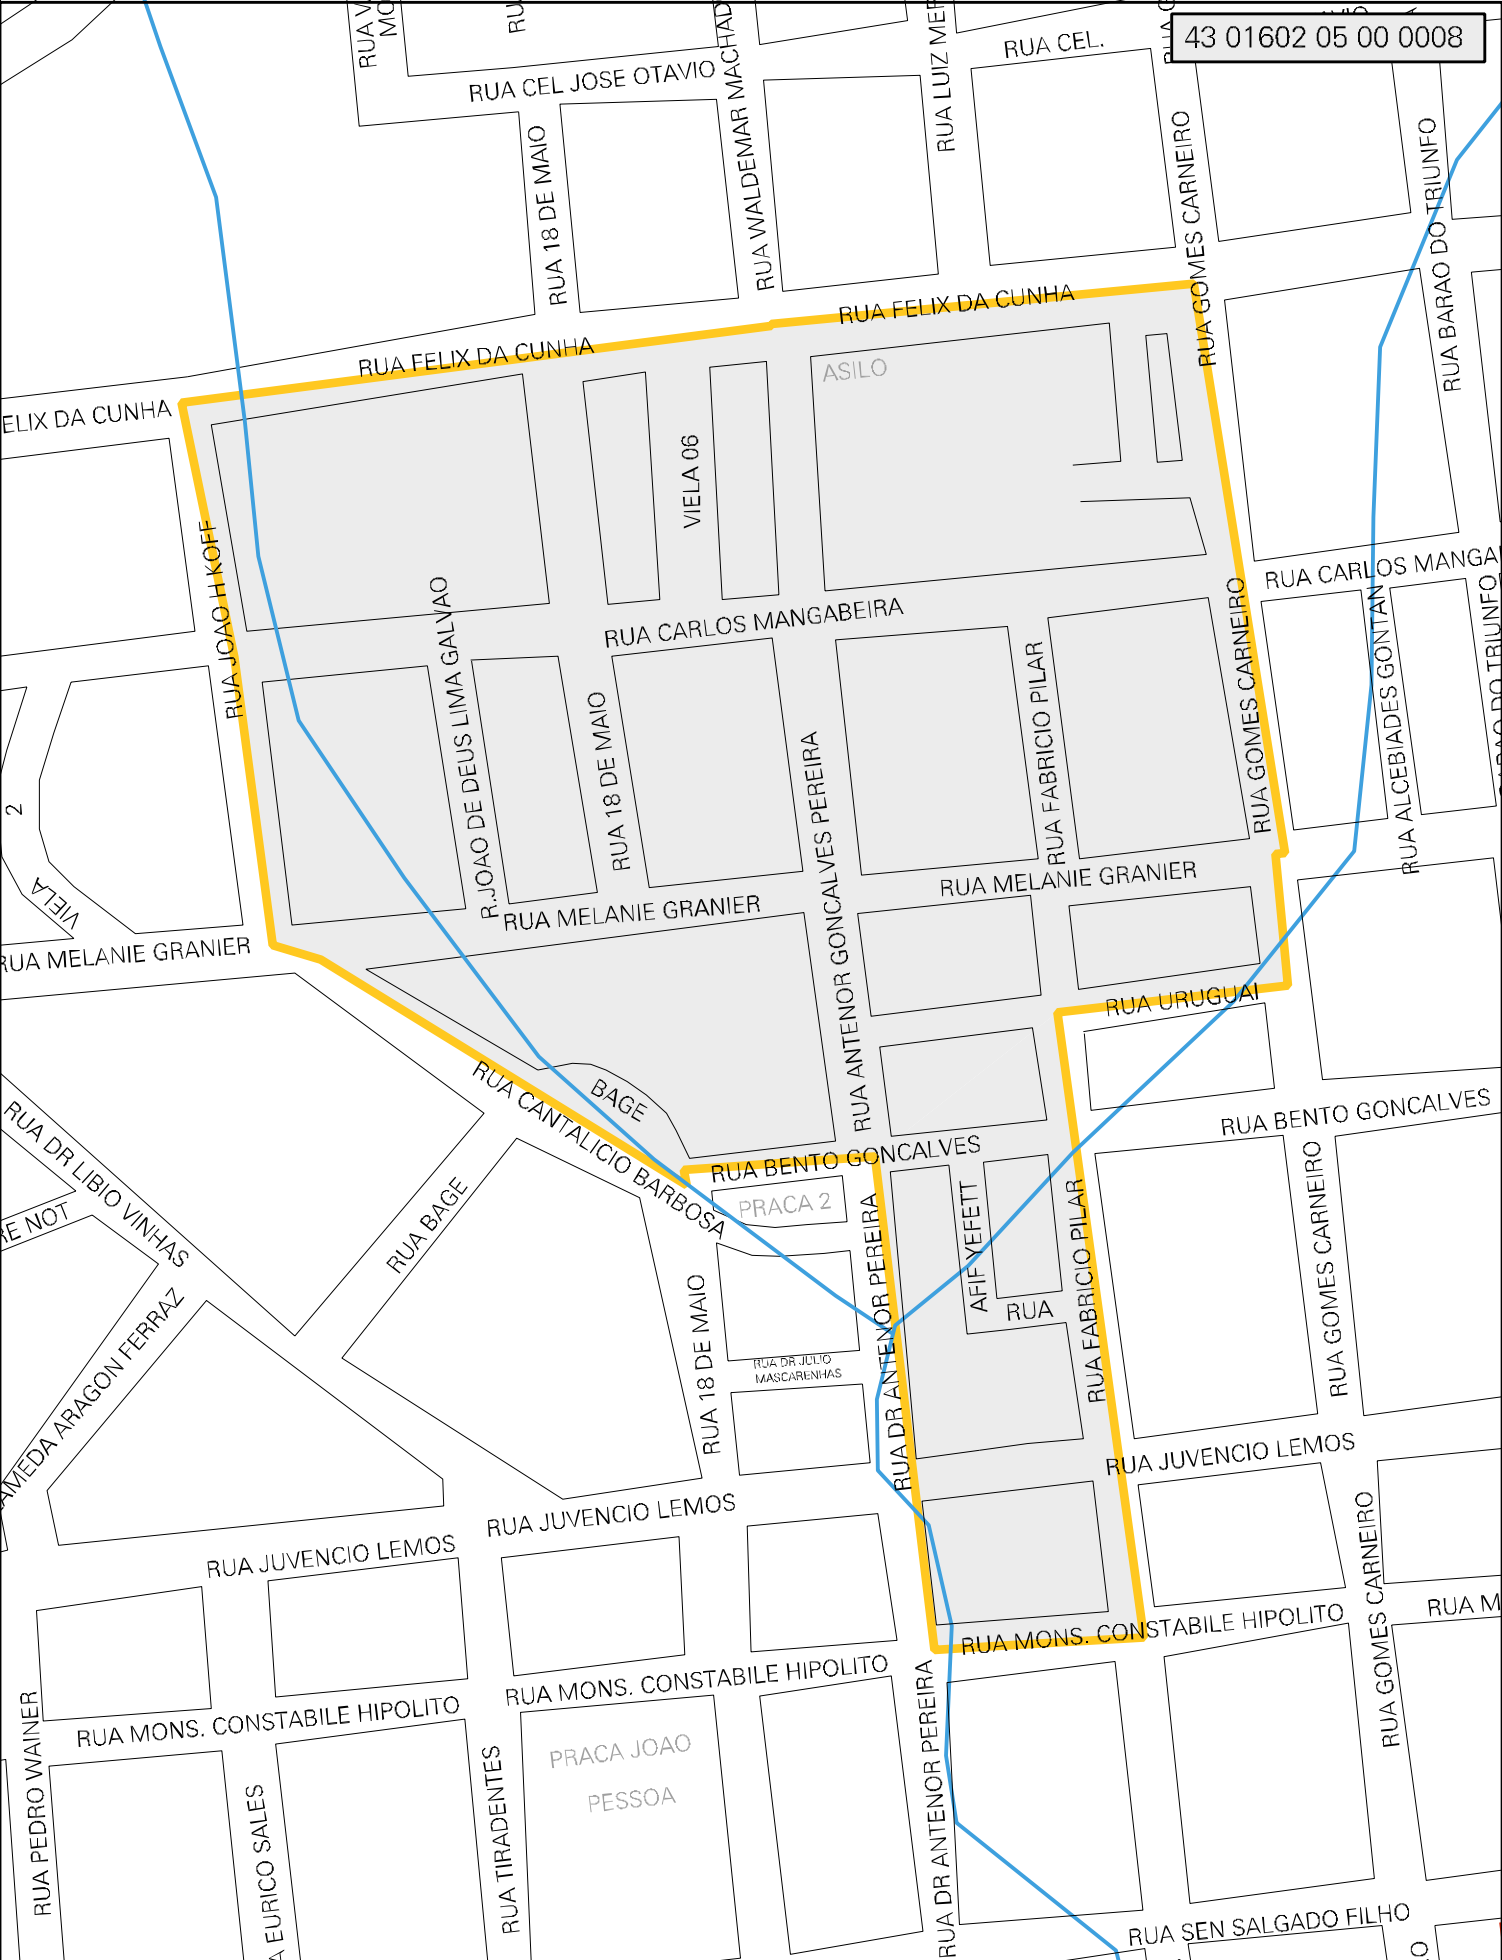 43 01602 05 00 0008
RUA CEL.
RUA CEL JOSE OTAVIO
RUA WALDEMAR MACHAD
RUA LUIZ MER
RUA 18 DE MAIO
RUA GOMES CARNEIRO
RUA BARAO DO TRIUNFO
RUA FELIX DA CUNHA
RUA FELIX DA CUNHA
ELIX DA CUNHA
ASILO
VIELA 06
RUA JOAO H KOFF
RUA CARLOS MANGABEIRA
RUA CARLOS MANGA
R.JOAO DE DEUS LIMA GALVAO
RUA 18 DE MAIO
RUA ANTENOR GONCALVES PEREIRA
RUA FABRICIO PILAR
RUA GOMES CARNEIRO
RUA ALCEBIADES GONTAN
DO TRIUNFO
2
VIELA
RUA MELANIE GRANIER
RUA MELANIE GRANIER
RUA MELANIE GRANIER
RUA URUGUAI
RUA CANTALICIO BARBOSA
BAGE
RUA BENTO GONCALVES
RUA BENTO GONCALVES
PRACA 2
RUA DR LIBIO VINHAS
RE NOT
RUA BAGE
AMEDA ARAGON FERRAZ
RUA 18 DE MAIO
RUA DR JULIO
MASCARENHAS
RUA DR ANTENOR PEREIRA
AFIF YEFETT
RUA
RUA FABRICIO PILAR
RUA GOMES CARNEIRO
RUA JUVENCIO LEMOS
RUA JUVENCIO LEMOS
RUA JUVENCIO LEMOS
RUA GOMES CARNEIRO
RUA MONS. CONSTABILE HIPOLITO
RUA M
RUA MONS. CONSTABILE HIPOLITO
RUA MONS. CONSTABILE HIPOLITO
RUA PEDRO WAINER
A EURICO SALES
RUA TIRADENTES
PRACA JOAO
PESSOA
RUA DR ANTENOR PEREIRA
RUA SEN SALGADO FILHO